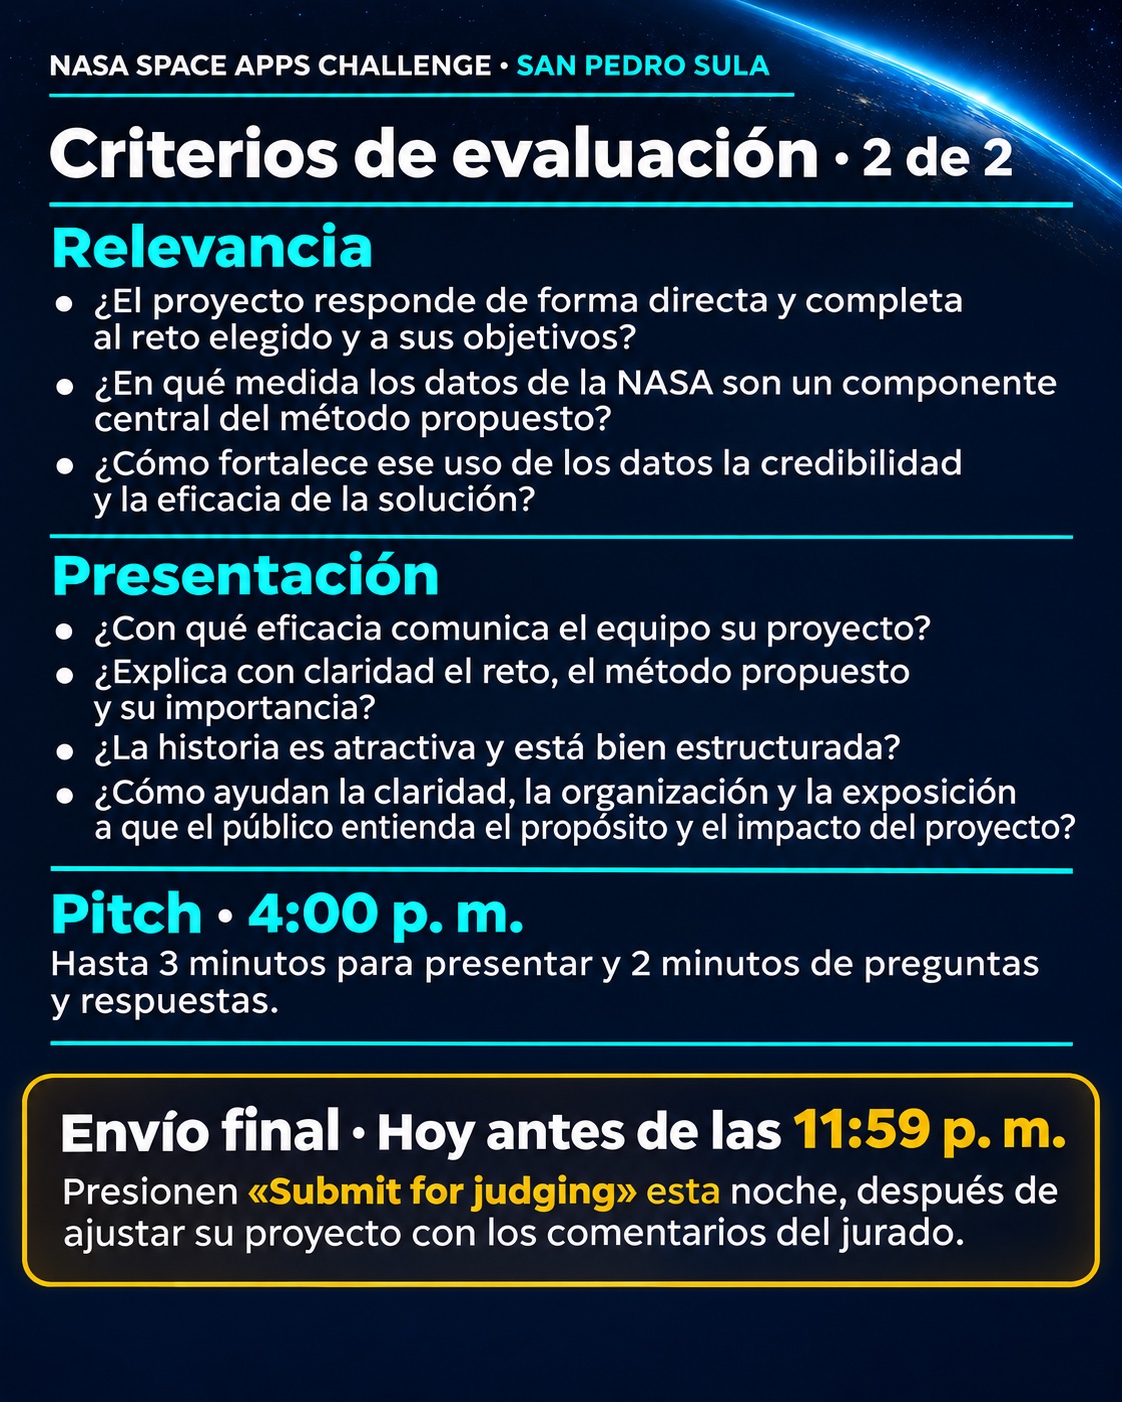 NASA SPACE APPS CHALLENGE • SAN PEDRO SULA
Criterios de evaluación · 2 de 2
Relevancia
• ¿El proyecto responde de forma directa y completa
al reto elegido y a sus objetivos?
• ¿En qué medida los datos de la NASA son un componente
central del método propuesto?
• ¿Cómo fortalece ese uso de los datos la credibilidad
y la eficacia de la solución?
Presentación
• ¿Con qué eficacia comunica el equipo su proyecto?
• ¿Explica con claridad el reto, el método propuesto
y su importancia?
• ¿La historia es atractiva y está bien estructurada?
• ¿Cómo ayudan la claridad, la organización y la exposición
a que el público entienda el propósito y el impacto del proyecto?
Pitch · 4:00 p. m.
Hasta 3 minutos para presentar y 2 minutos de preguntas
y respuestas.
Envío final · Hoy antes de las 11:59 p. m.
Presionen «Submit for judging» esta noche, después de
ajustar su proyecto con los comentarios del jurado.